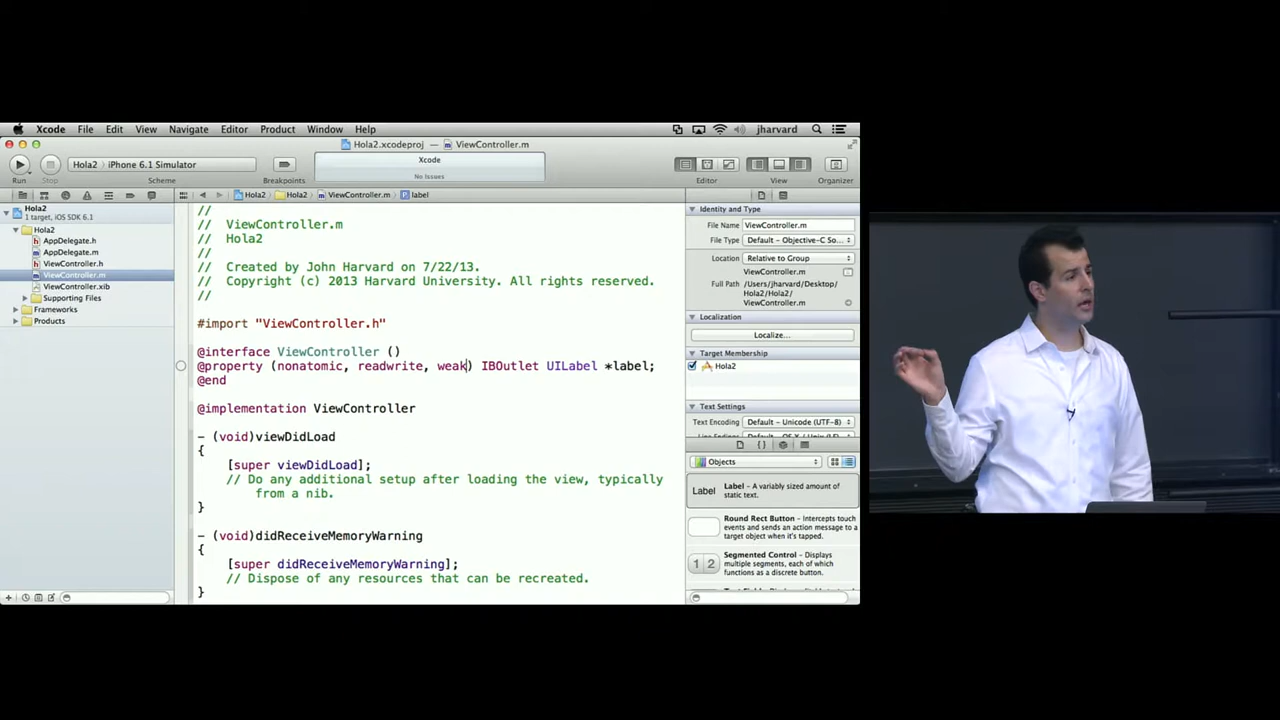 Xcode File Edit View Navigate Editor Product Window Help jharvard
Hola2.xcodeproj — ViewController.m
Hola2 〉 iPhone 6.1 Simulator
Xcode
No Issues
Run Stop Scheme Breakpoints Editor View Organizer
Hola2 Hola2 ViewController.m label
Hola2
1 target, iOS SDK 6.1
Hola2
AppDelegate.h
AppDelegate.m
ViewController.h
ViewController.m
ViewController.xib
Supporting Files
Frameworks
Products
//
// ViewController.m
// Hola2
//
// Created by John Harvard on 7/22/13.
// Copyright (c) 2013 Harvard University. All rights reserved.
//
#import "ViewController.h"
@interface ViewController ()
@property (nonatomic, readwrite, weak) IBOutlet UILabel *label;
@end
@implementation ViewController
- (void)viewDidLoad
{
[super viewDidLoad];
// Do any additional setup after loading the view, typically
from a nib.
}
- (void)didReceiveMemoryWarning
{
[super didReceiveMemoryWarning];
// Dispose of any resources that can be recreated.
}
Identity and Type
File Name ViewController.m
File Type Default - Objective-C So...
Location Relative to Group
ViewController.m
Full Path /Users/jharvard/Desktop/
Hola2/Hola2/
ViewController.m
Localization
Localize...
Target Membership
Hola2
Text Settings
Text Encoding Default - Unicode (UTF-8)
Objects
Label Label - A variably sized amount of
static text.
Round Rect Button - Intercepts touch
events and sends an action message to a
target object when it's tapped.
1 2 Segmented Control - Displays
multiple segments, each of which
functions as a discrete button.